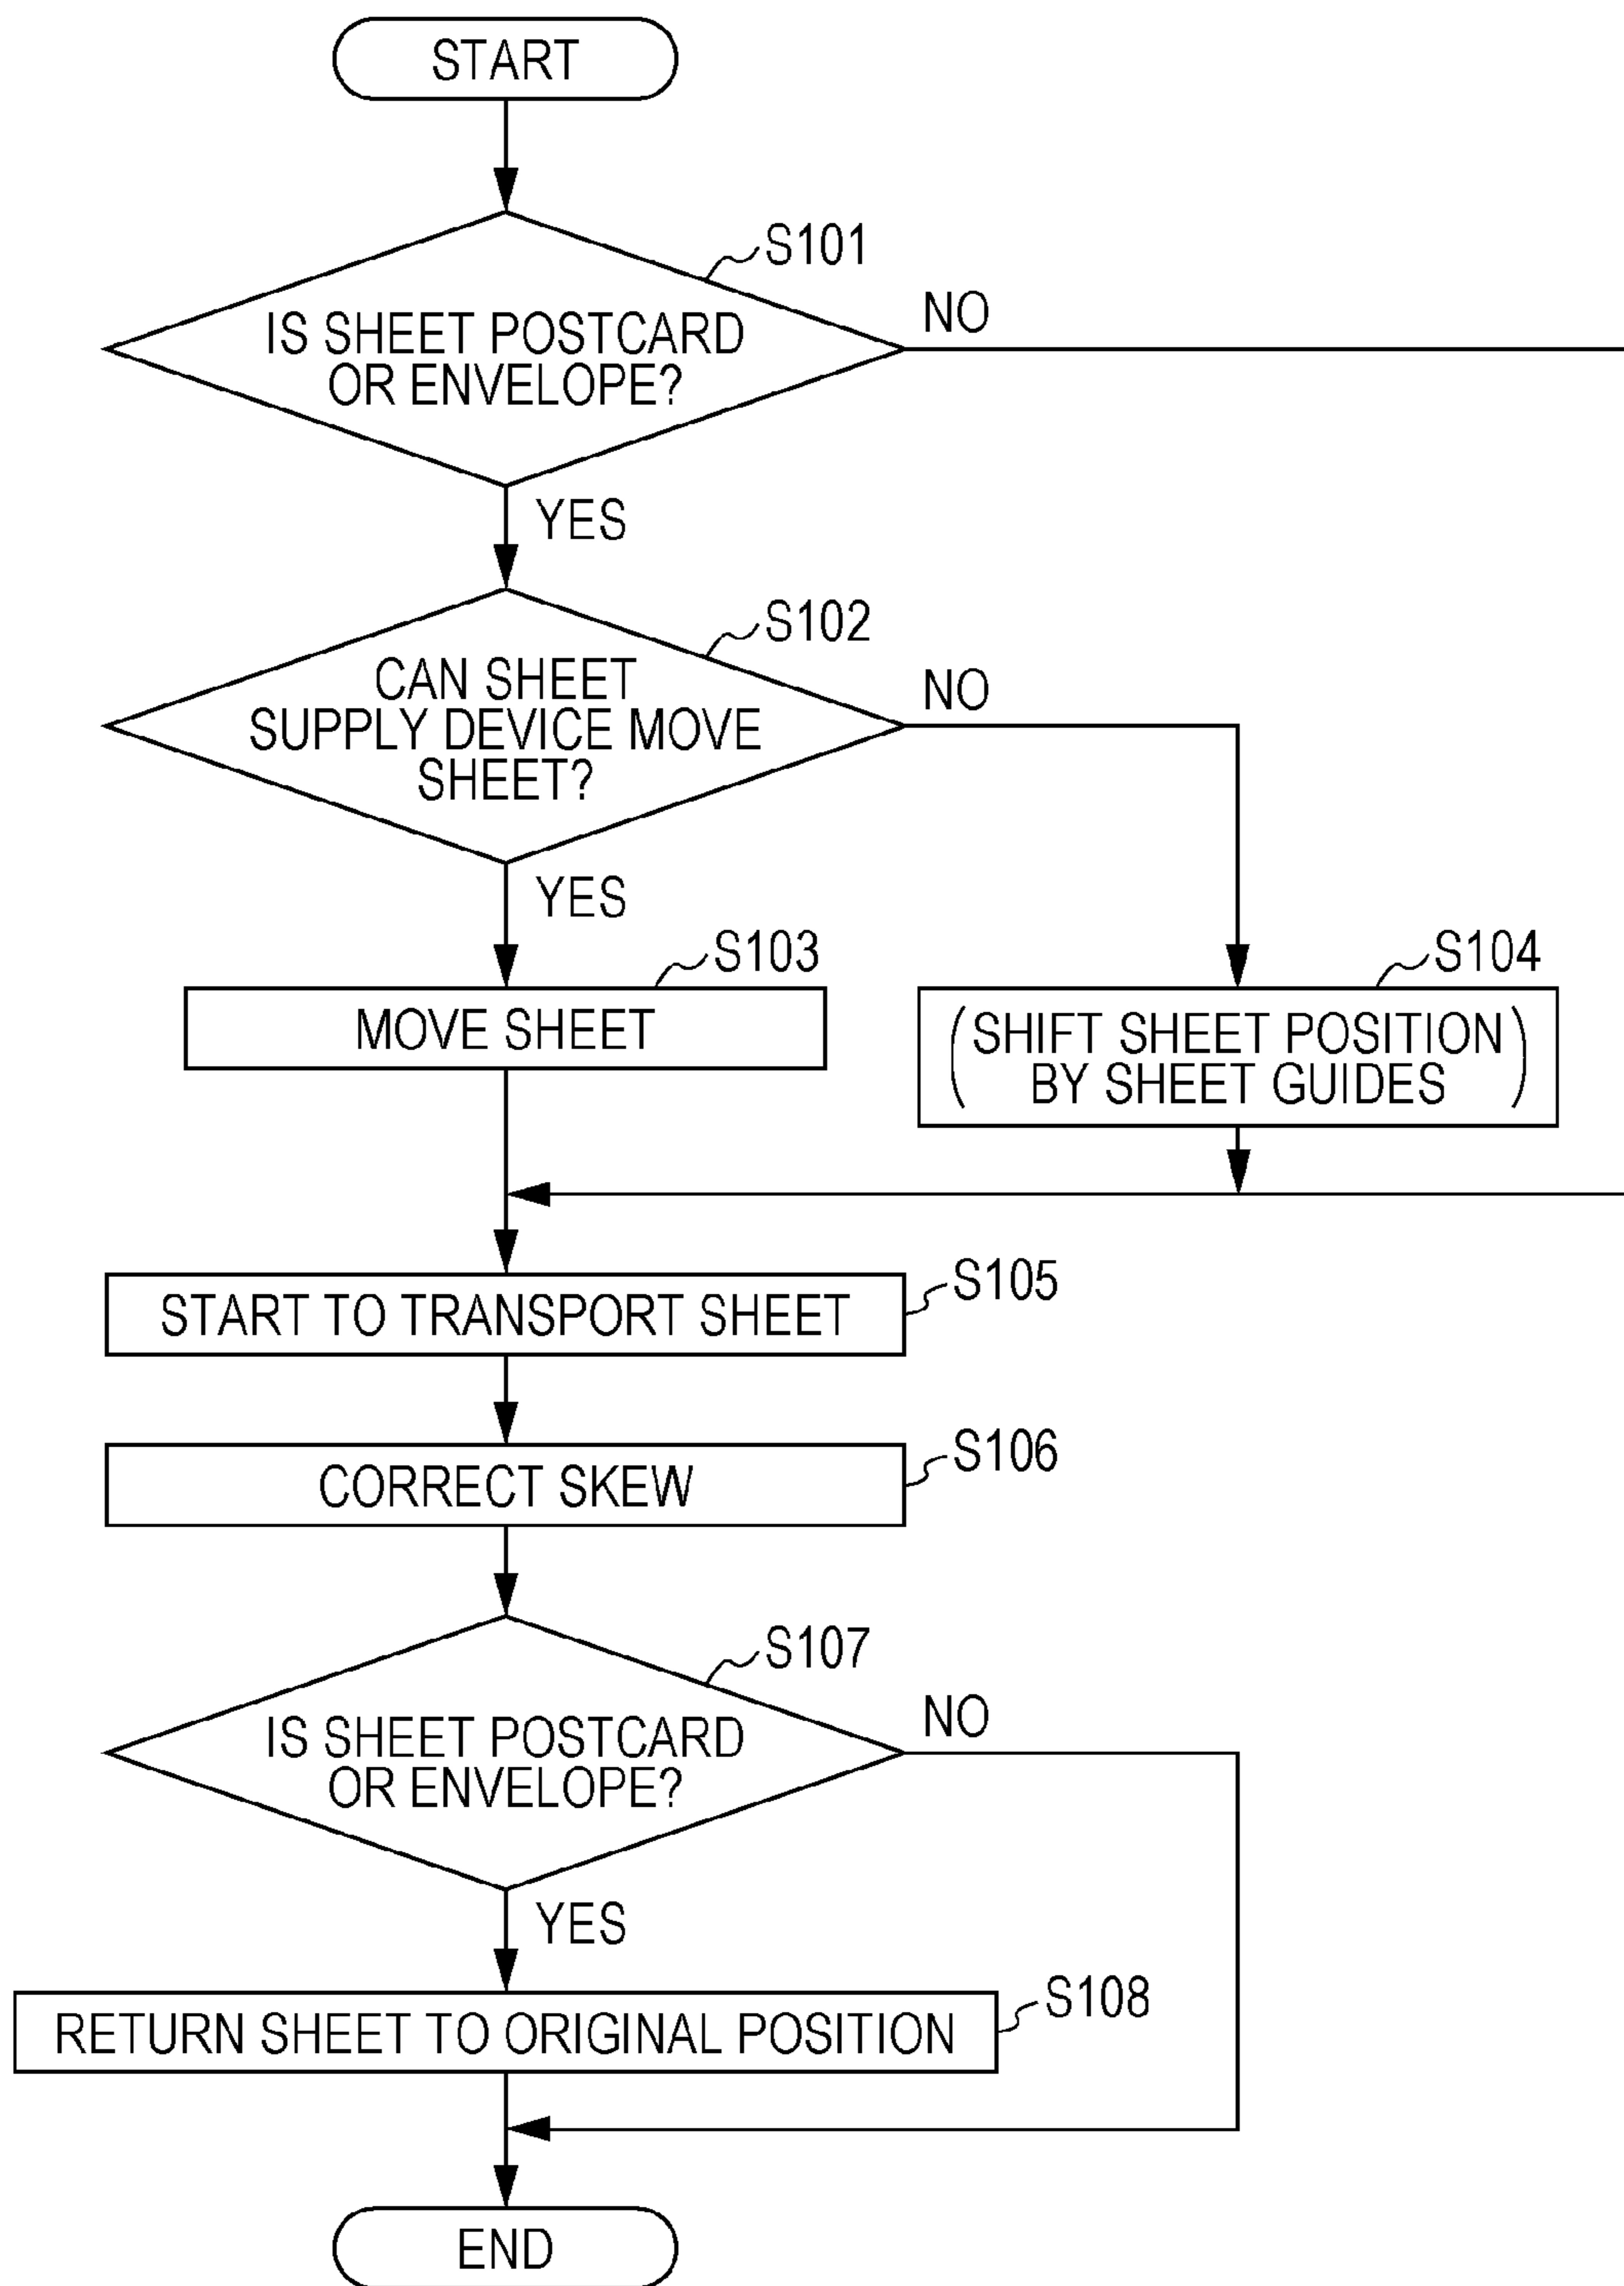 START
S101
IS SHEET POSTCARD
OR ENVELOPE?
NO
YES
S102
CAN SHEET
SUPPLY DEVICE MOVE
SHEET?
NO
YES
S103
MOVE SHEET
S104
(SHIFT SHEET POSITION
BY SHEET GUIDES)
START TO TRANSPORT SHEET
S105
CORRECT SKEW
S106
S107
IS SHEET POSTCARD
OR ENVELOPE?
NO
YES
RETURN SHEET TO ORIGINAL POSITION
S108
END